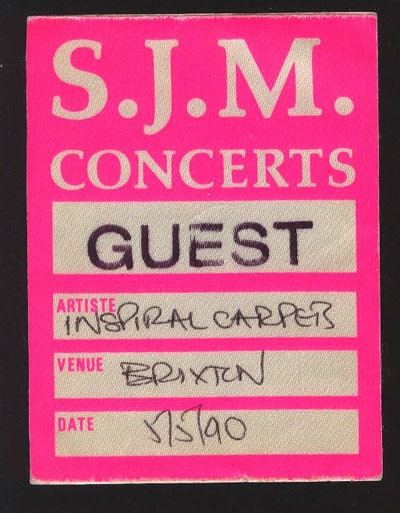 S.J.M.
CONCERTS
GUEST
ARTISTE
INSPIRAL CARPETS
VENUE
BRIXTON
DATE
5/5/90